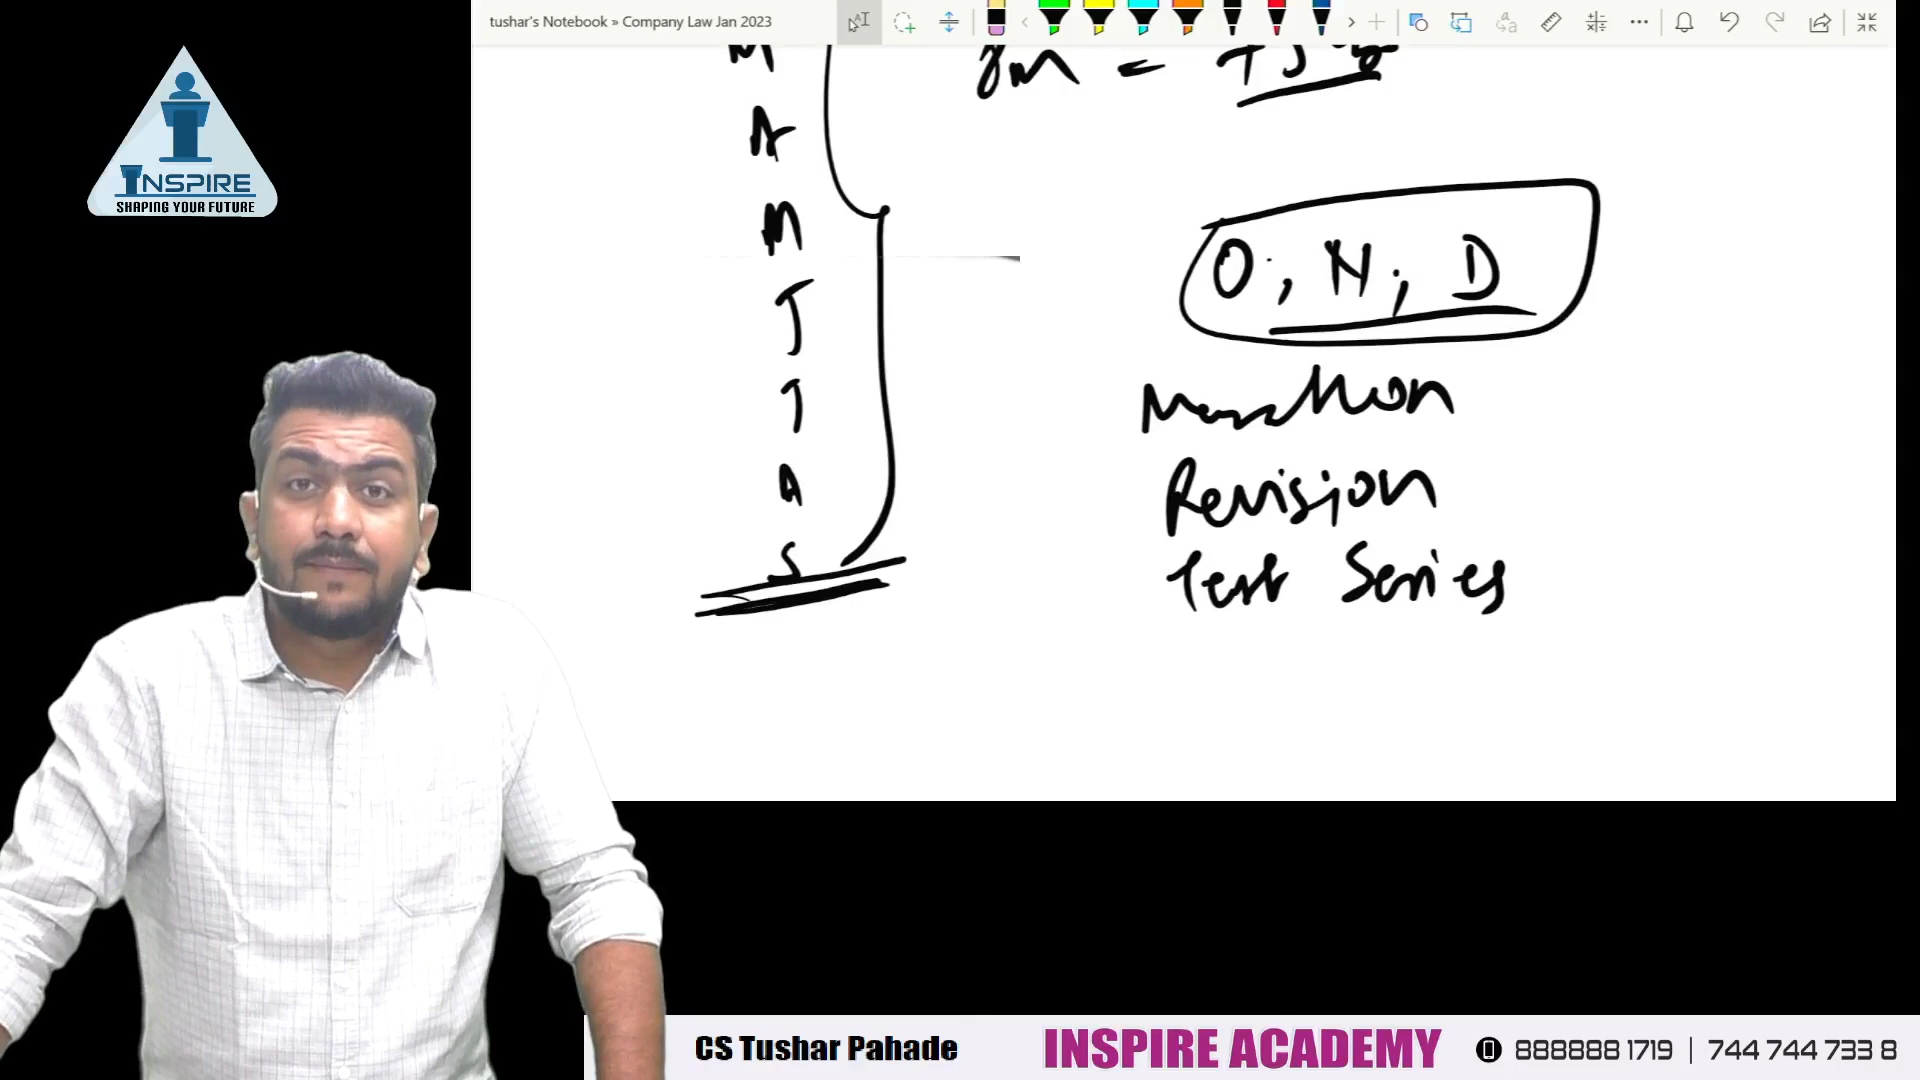 tushar's Notebook » Company Law Jan 2023
M
8m =
A
M
J
J
A
S
O, N, D
Marathon
Revision
Test Series
INSPIRE
SHAPING YOUR FUTURE
CS Tushar Pahade
INSPIRE ACADEMY
888888 1719 | 744 744 733 8